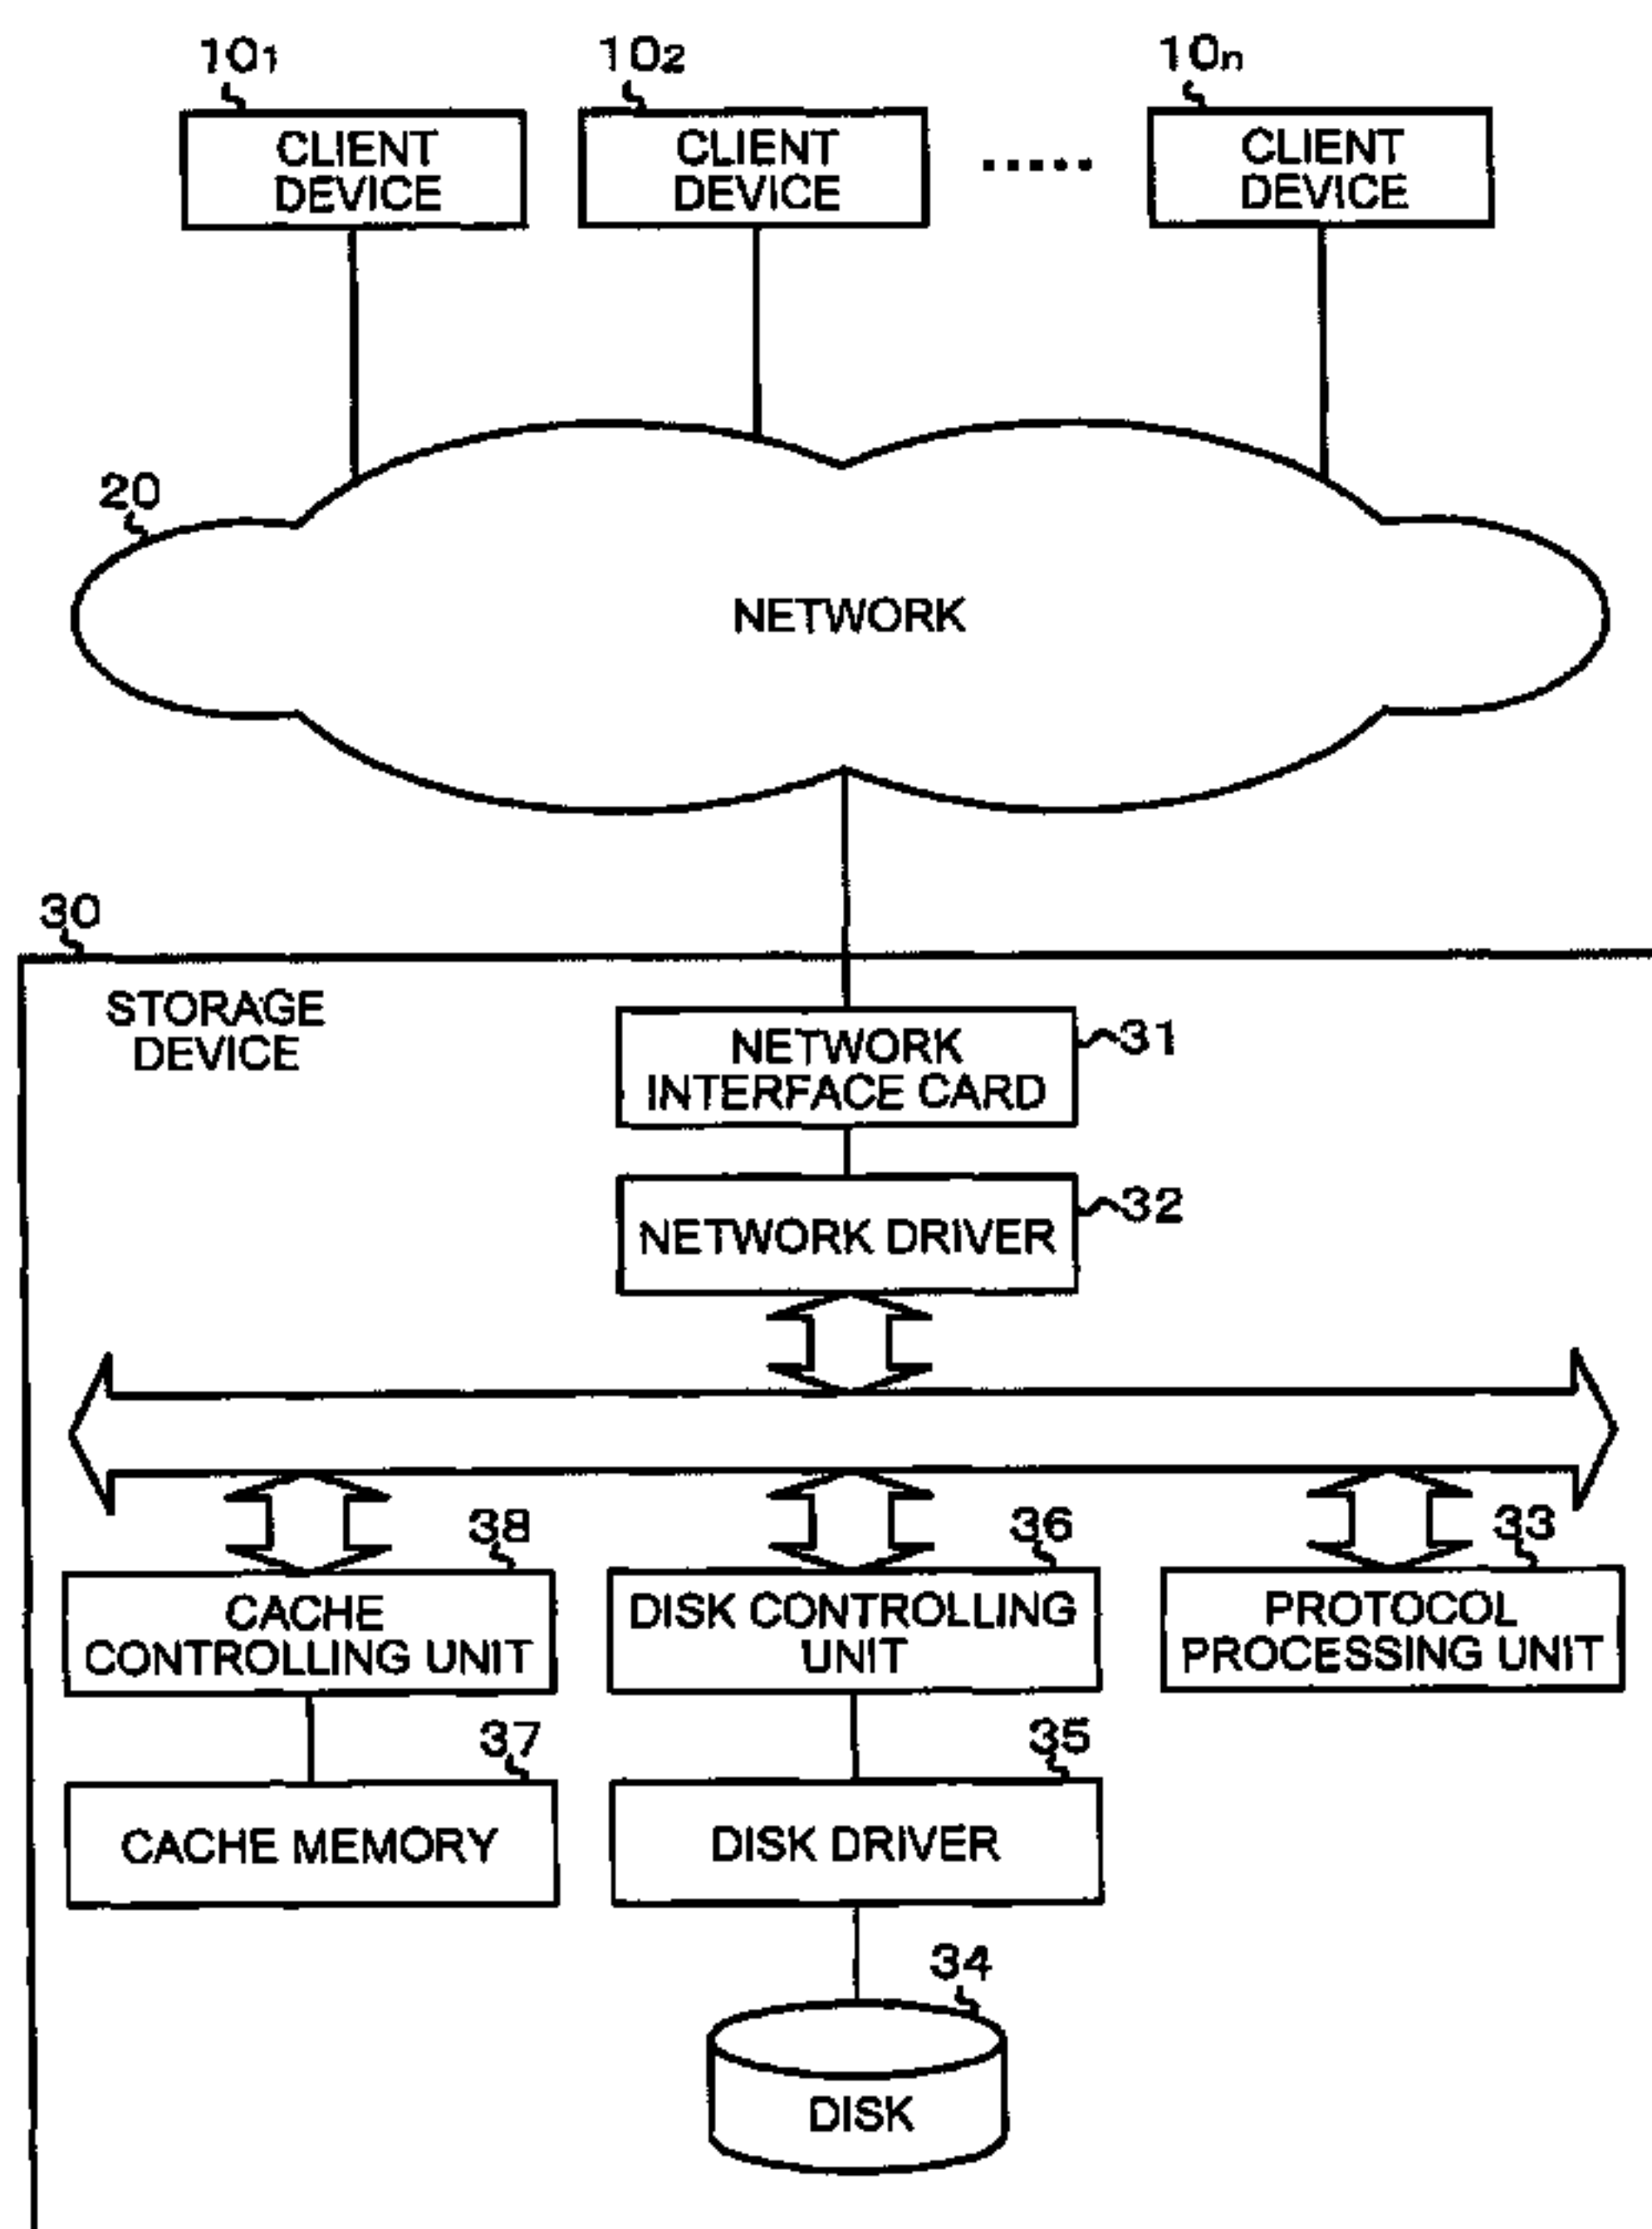 10₁ 10₂ 10ₙ
CLIENT CLIENT CLIENT
DEVICE DEVICE ····· DEVICE
20
NETWORK
30
STORAGE
DEVICE
NETWORK
INTERFACE CARD
31
NETWORK DRIVER
32
38 36 33
CACHE
CONTROLLING UNIT
DISK CONTROLLING
UNIT
PROTOCOL
PROCESSING UNIT
37 35
CACHE MEMORY DISK DRIVER
34
DISK